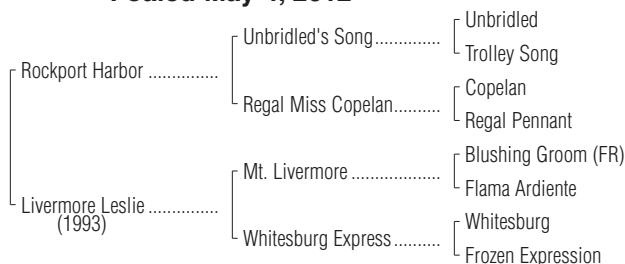 Foaled May 4, 2012
Unbridled
Unbridled's Song..............
Trolley Song
Rockport Harbor ...............
Copelan
Regal Miss Copelan..........
Regal Pennant
Blushing Groom (FR)
Mt. Livermore ...................
Flama Ardiente
Livermore Leslie ...............
(1993)
Whitesburg
Whitesburg Express..........
Frozen Expression